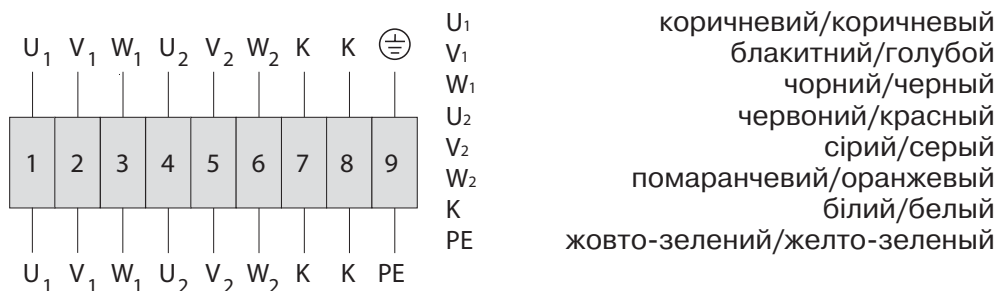 U1 V1 W1 U2 V2 W2 K K
1 2 3 4 5 6 7 8 9
U1 V1 W1 U2 V2 W2 K K PE
U1 коричневий/коричневый
V1 блакитний/голубой
W1 чорний/черный
U2 червоний/красный
V2 сірий/серый
W2 помаранчевий/оранжевый
K білий/белый
PE жовто-зелений/желто-зеленый